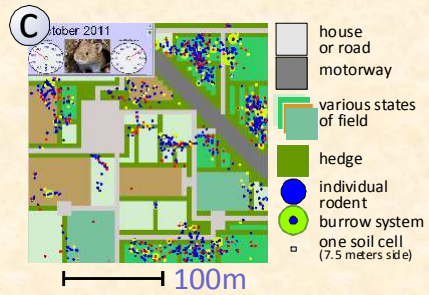 C
october 2011
house
or road
motorway
various states
of field
hedge
individual
rodent
burrow system
one soil cell
(7.5 meters side)
100m